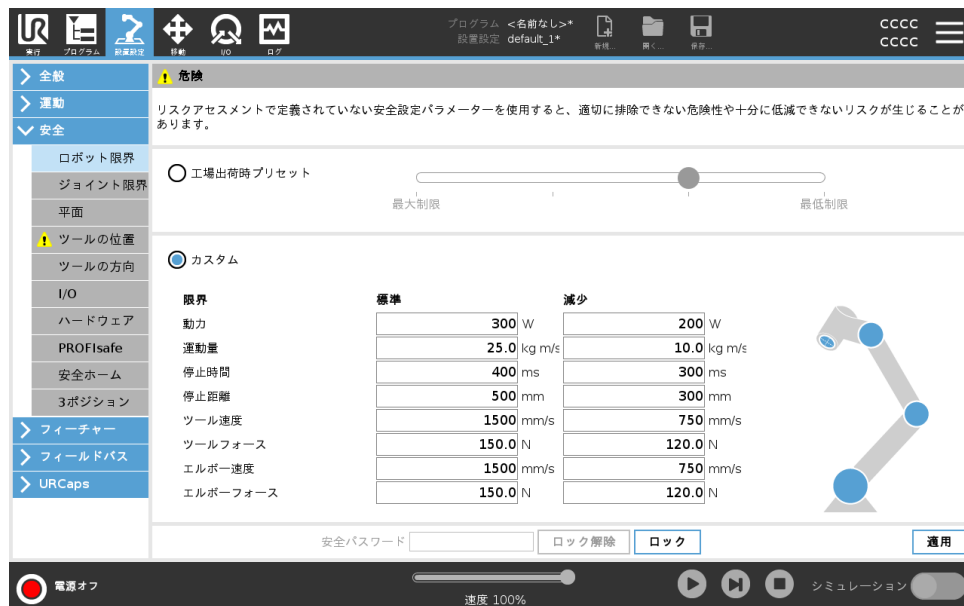 UR
実行
プログラム
設置設定
移動
I/O
ログ
プログラム <名前なし>*
設置設定 default_1*
新規...
開く...
保存...
CCCC
CCCC
全般
運動
安全
ロボット限界
ジョイント限界
平面
ツールの位置
ツールの方向
I/O
ハードウェア
PROFIsafe
安全ホーム
3ポジション
フィーチャー
フィールドバス
URCaps
危険
リスクアセスメントで定義されていない安全設定パラメーターを使用すると、適切に排除できない危険性や十分に低減できないリスクが生じることが
あります。
工場出荷時プリセット
最大制限 最低制限
カスタム
限界 標準 減少
動力 300 W 200 W
運動量 25.0 kg m/s 10.0 kg m/s
停止時間 400 ms 300 ms
停止距離 500 mm 300 mm
ツール速度 1500 mm/s 750 mm/s
ツールフォース 150.0 N 120.0 N
エルボー速度 1500 mm/s 750 mm/s
エルボーフォース 150.0 N 120.0 N
安全パスワード ロック解除 ロック 適用
電源オフ
速度 100%
シミュレーション